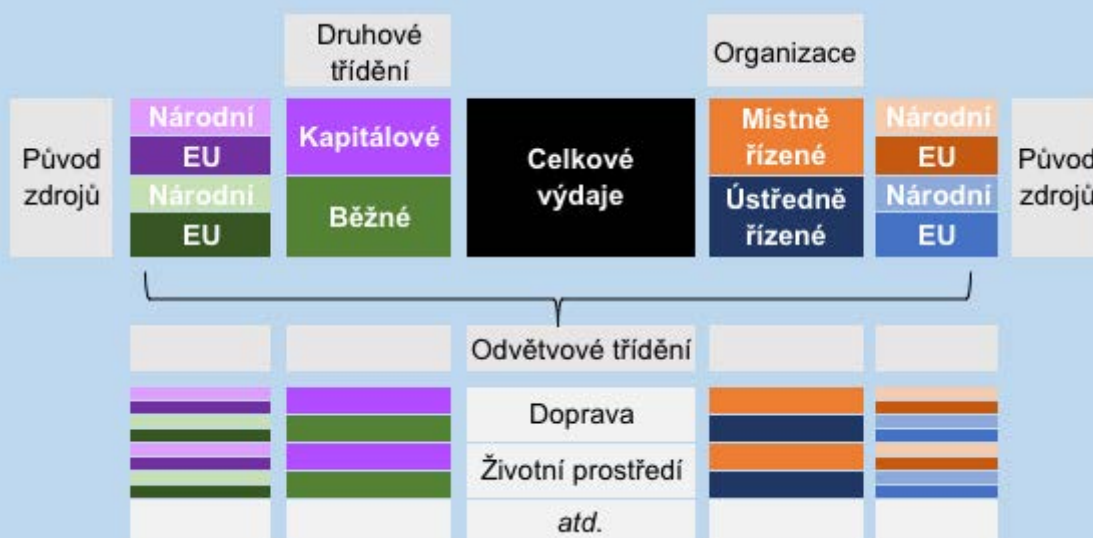 Druhové
třídění
Organizace
Původ
zdrojů
Národní
EU
Národní
EU
Kapitálové
Běžné
Celkové
výdaje
Místně
řízené
Ústředně
řízené
Národní
EU
Národní
EU
Původ
zdrojů
Odvětvové třídění
Doprava
Životní prostředí
atd.